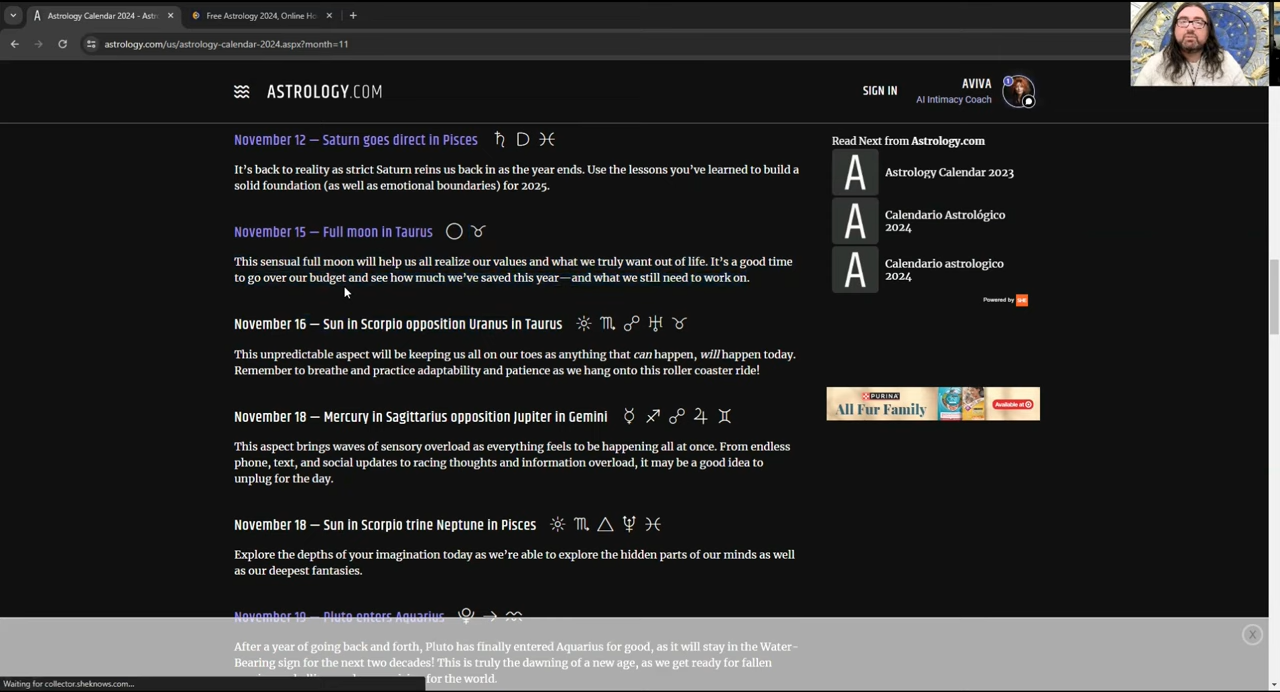 Astrology Calendar 2024 - Astr
Free Astrology 2024, Online Ho
astrology.com/us/astrology-calendar-2024.aspx?month=11
ASTROLOGY.COM
SIGN IN
AVIVA
AI Intimacy Coach
1
November 12 — Saturn goes direct in Pisces
It's back to reality as strict Saturn reins us back in as the year ends. Use the lessons you've learned to build a
solid foundation (as well as emotional boundaries) for 2025.
November 15 — Full moon in Taurus
This sensual full moon will help us all realize our values and what we truly want out of life. It's a good time
to go over our budget and see how much we've saved this year—and what we still need to work on.
November 16 — Sun in Scorpio opposition Uranus in Taurus
This unpredictable aspect will be keeping us all on our toes as anything that can happen, will happen today.
Remember to breathe and practice adaptability and patience as we hang onto this roller coaster ride!
November — Mercury in Sagittarius opposition Jupiter in Gemini
This aspect brings waves of sensory overload as everything feels to be happening all at once. From endless
phone, text, and social updates to racing thoughts and information overload, it may be a good idea to
unplug for the day.
November 18 — Sun in Scorpio trine Neptune in Pisces
Explore the depths of your imagination today as we're able to explore the hidden parts of our minds as well
as our deepest fantasies.
November 19 — Pluto enters Aquarius
After a year of going back and forth, Pluto has finally entered Aquarius for good, as it will stay in the Water-
Bearing sign for the next two decades! This is truly the dawning of a new age, as we get ready for fallen
for the world.
Read Next from Astrology.com
A
Astrology Calendar 2023
A
Calendario Astrológico
2024
A
Calendario astrologico
2024
Powered by
PURINA
All Fur Family
Available at
Waiting for collector.sheknows.com...